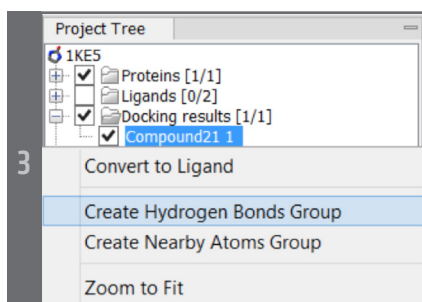 Project Tree
1KE5
Proteins [1/1]
Ligands [0/2]
Docking results [1/1]
Compound21 1
3
Convert to Ligand
Create Hydrogen Bonds Group
Create Nearby Atoms Group
Zoom to Fit